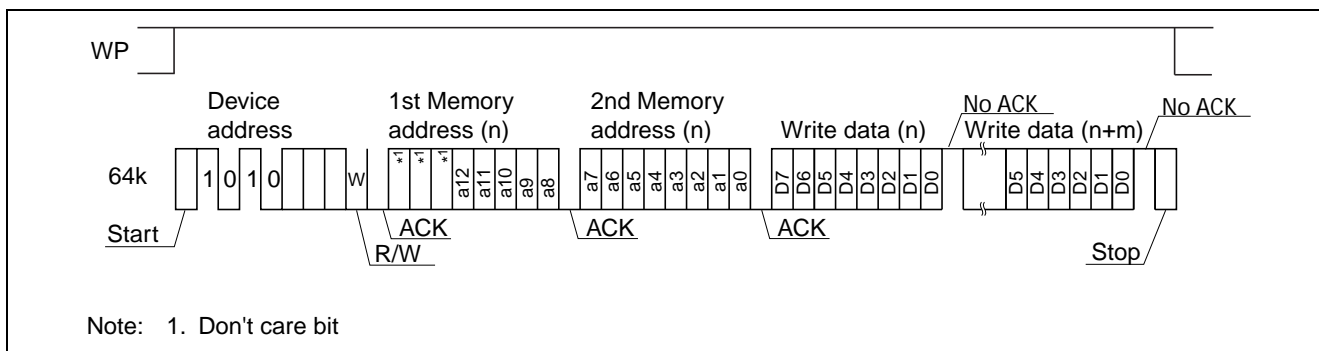 WP
Device
address
1st Memory
address (n)
2nd Memory
address (n)
Write data (n)
No ACK
Write data (n+m)
No ACK
64k
1 0 1 0
W
*1 *1 *1 a12 a11 a10 a9 a8
a7 a6 a5 a4 a3 a2 a1 a0
D7 D6 D5 D4 D3 D2 D1 D0
D5 D4 D3 D2 D1 D0
Start
R/W
ACK
ACK
ACK
Stop
Note: 1. Don't care bit